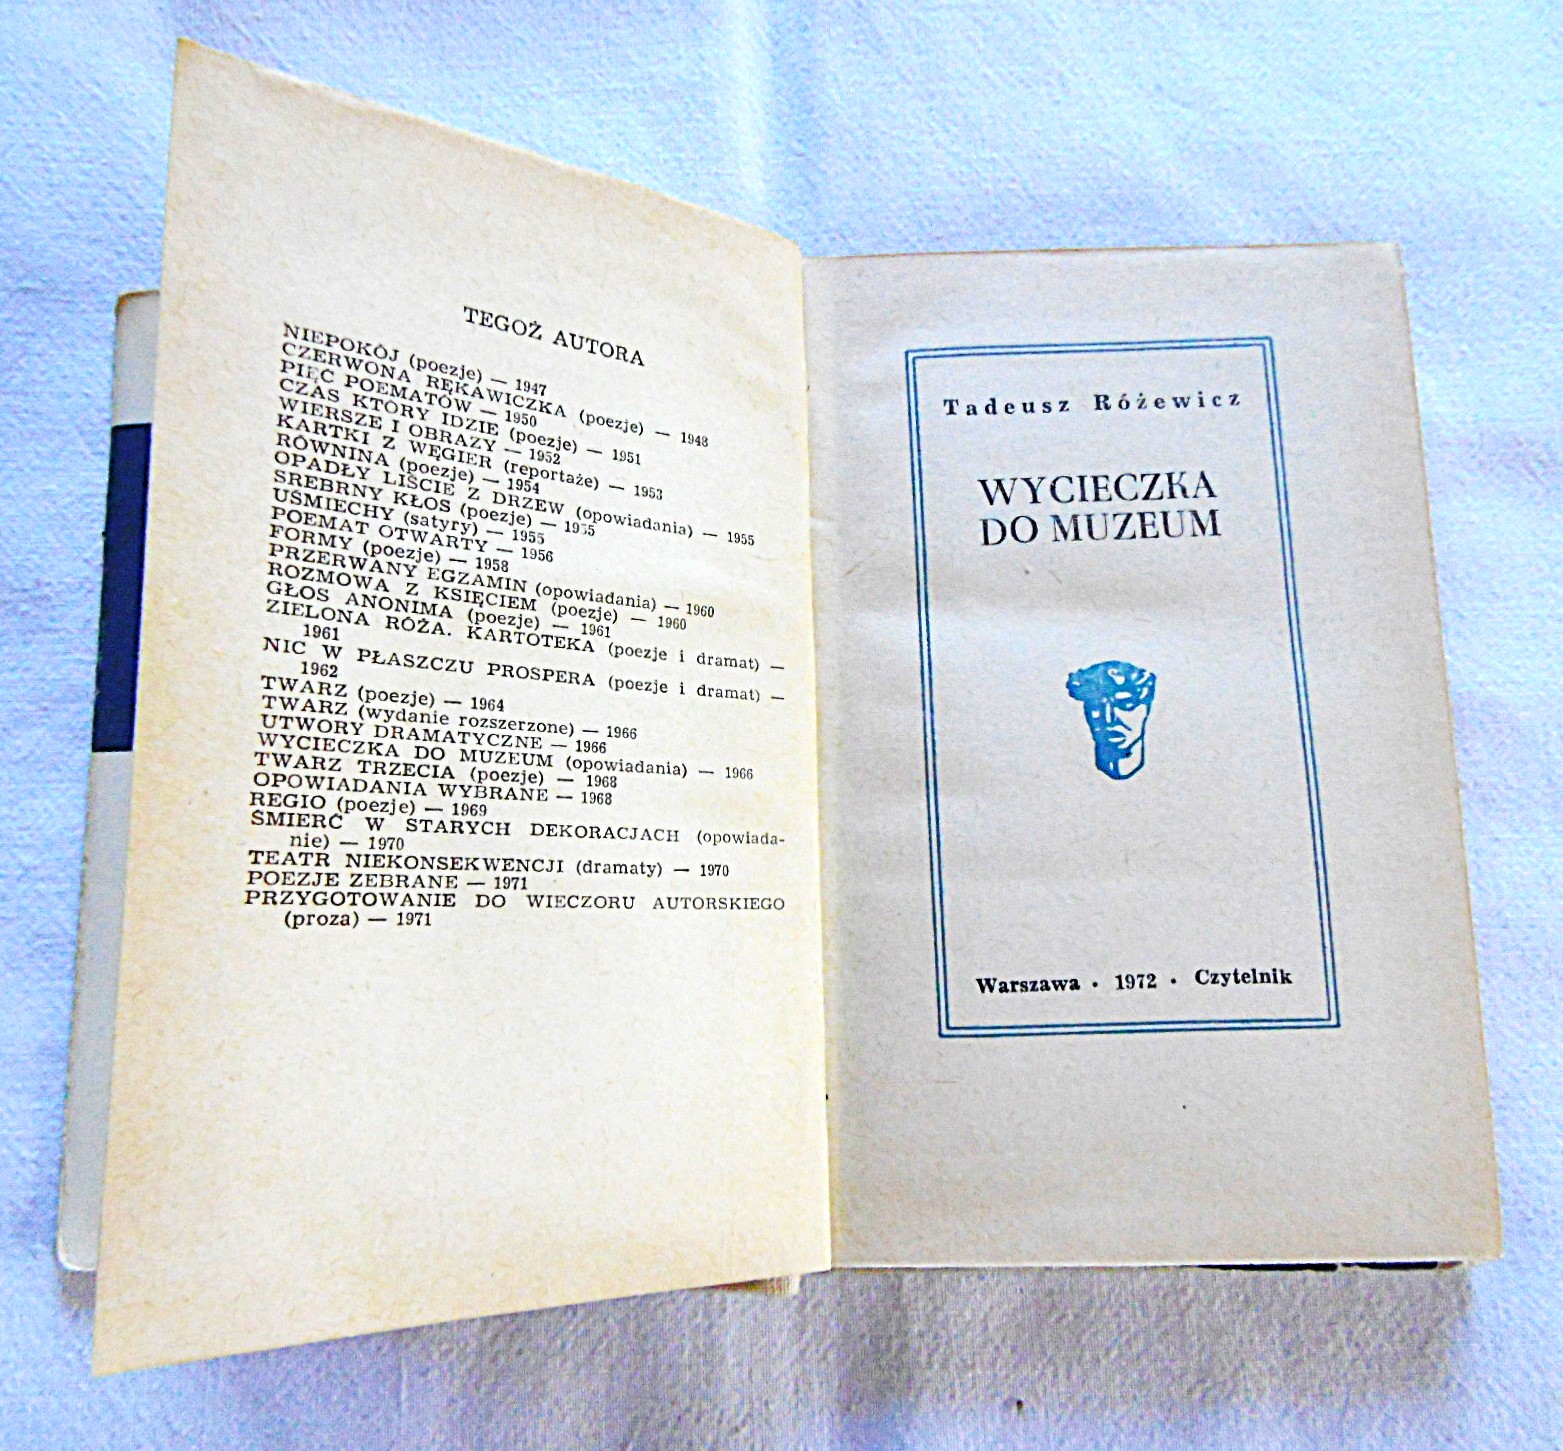 TEGOŻ AUTORA
NIEPOKÓJ (poezje) — 1947
CZERWONA RĘKAWICZKA (poezje) — 1948
PIĘĆ POEMATÓW — 1950
CZAS KTÓRY IDZIE (poezje) — 1951
WIERSZE I OBRAZY — 1952
KARTKI Z WĘGIER (reportaże) — 1953
RÓWNINA (poezje) — 1954
OPADŁY LIŚCIE Z DRZEW (opowiadania) — 1955
SREBRNY KŁOS (poezje) — 1955
UŚMIECHY (satyry) — 1955
POEMAT OTWARTY — 1956
FORMY (poezje) — 1958
PRZERWANY EGZAMIN (opowiadania) — 1960
ROZMOWA Z KSIĘCIEM (poezje) — 1960
GŁOS ANONIMA (poezje) — 1961
ZIELONA RÓŻA. KARTOTEKA (poezje i dramat) —
1961
NIC W PŁASZCZU PROSPERA (poezje i dramat) —
1962
TWARZ (poezje) — 1964
TWARZ (wydanie rozszerzone) — 1966
UTWORY DRAMATYCZNE — 1966
WYCIECZKA DO MUZEUM (opowiadania) — 1966
TWARZ TRZECIA (poezje) — 1968
OPOWIADANIA WYBRANE — 1968
REGIO (poezje) — 1969
ŚMIERĆ W STARYCH DEKORACJACH (opowiada-
nie) — 1970
TEATR NIEKONSEKWENCJI (dramaty) — 1970
POEZJE ZEBRANE — 1971
PRZYGOTOWANIE DO WIECZORU AUTORSKIEGO
(proza) — 1971
Tadeusz Różewicz
WYCIECZKA
DO MUZEUM
Warszawa · 1972 · Czytelnik